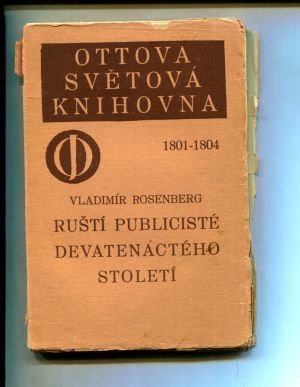 OTTOVA
SVĚTOVÁ
KNIHOVNA
1801-1804
VLADIMÍR ROSENBERG
RUŠTÍ PUBLICISTÉ
DEVATENÁCTÉHO
STOLETÍ